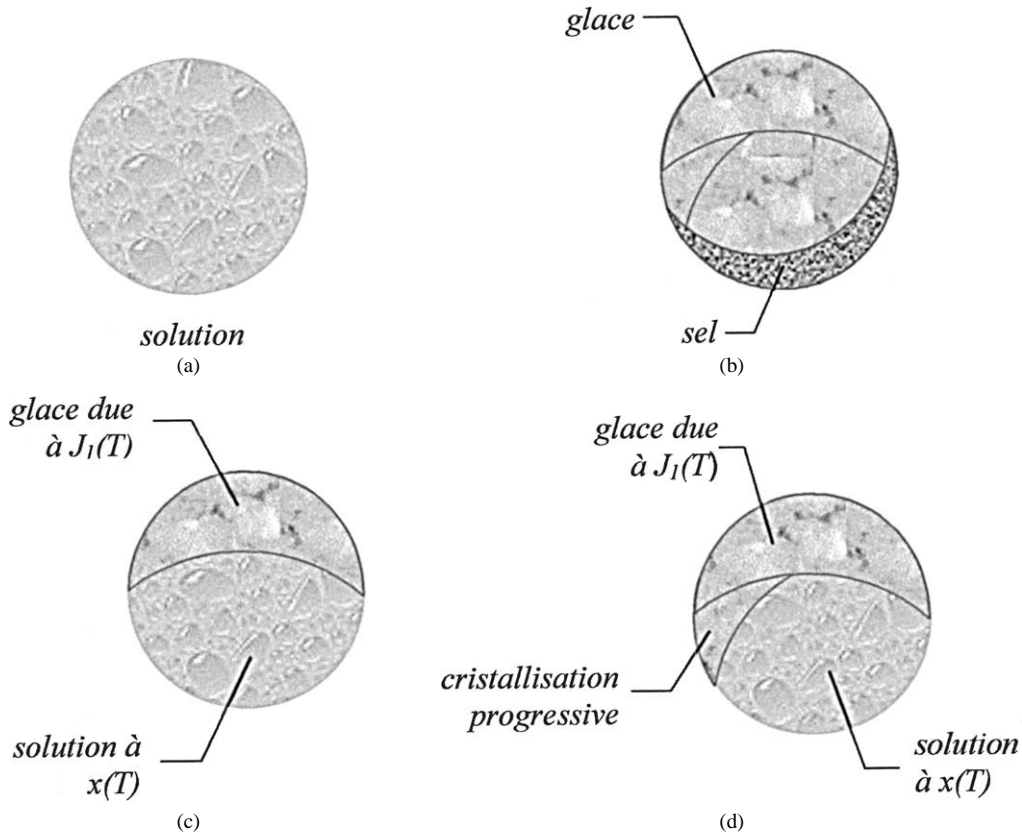 solution
(a)
glace
sel
(b)
glace due
à J1(T)
solution à
x(T)
(c)
glace due
à J1(T)
cristallisation
progressive
solution
à x(T)
(d)